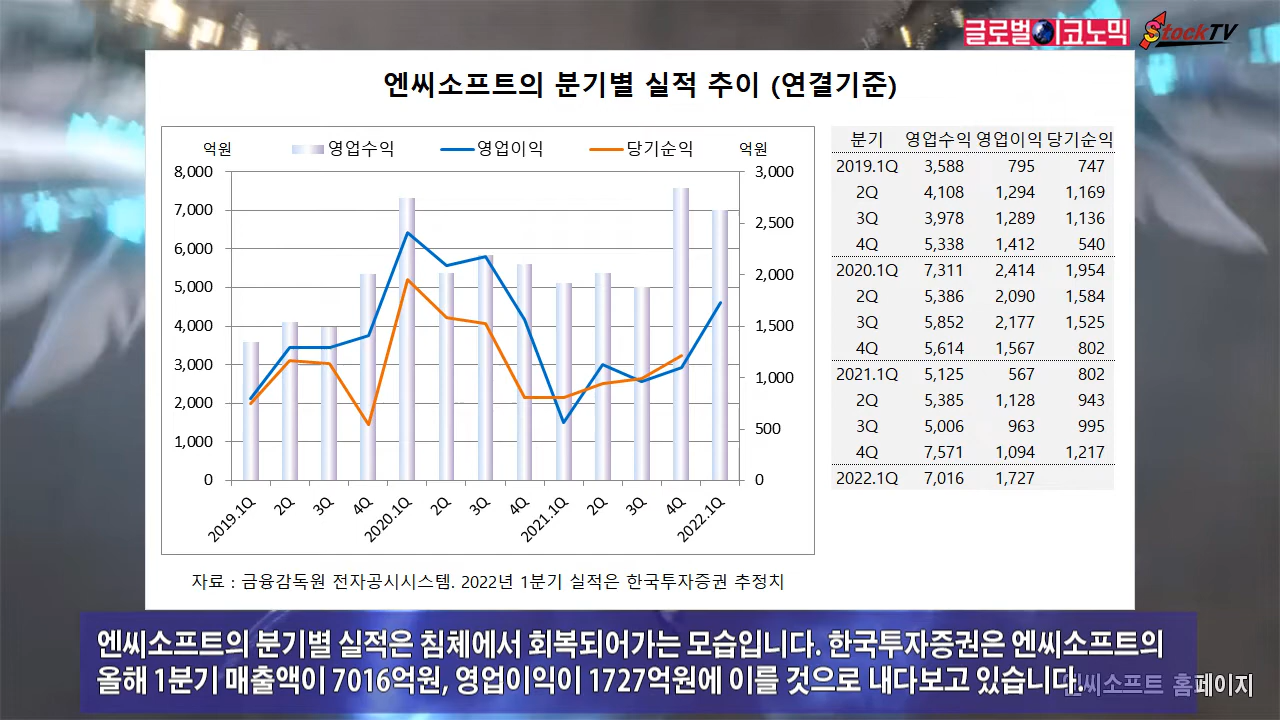 글로벌이코노믹 StockTV
엔씨소프트의 분기별 실적 추이 (연결기준)
억원 영업수익 영업이익 당기순익 억원
8,000 3,000
7,000 2,500
6,000 2,000
5,000
4,000 1,500
3,000 1,000
2,000 500
1,000
0 0
2019.1Q 2Q 3Q 4Q 2020.1Q 2Q 3Q 4Q 2021.1Q 2Q 3Q 4Q 2022.1Q
분기 영업수익 영업이익 당기순익
2019.1Q 3,588 795 747
2Q 4,108 1,294 1,169
3Q 3,978 1,289 1,136
4Q 5,338 1,412 540
2020.1Q 7,311 2,414 1,954
2Q 5,386 2,090 1,584
3Q 5,852 2,177 1,525
4Q 5,614 1,567 802
2021.1Q 5,125 567 802
2Q 5,385 1,128 943
3Q 5,006 963 995
4Q 7,571 1,094 1,217
2022.1Q 7,016 1,727
자료 : 금융감독원 전자공시시스템. 2022년 1분기 실적은 한국투자증권 추정치
엔씨소프트의 분기별 실적은 침체에서 회복되어가는 모습입니다. 한국투자증권은 엔씨소프트의
올해 1분기 매출액이 7016억원, 영업이익이 1727억원에 이를 것으로 내다보고 있습니다.
엔씨소프트 홈페이지